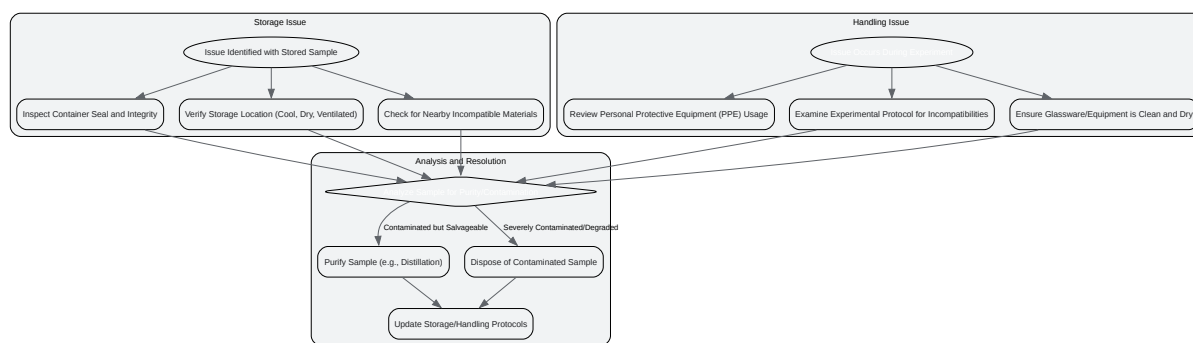 Storage Issue
Handling Issue
Issue Identified with Stored Sample
Inspect Container Seal and Integrity
Verify Storage Location (Cool, Dry, Ventilated)
Check for Nearby Incompatible Materials
Review Personal Protective Equipment (PPE) Usage
Examine Experimental Protocol for Incompatibilities
Ensure Glassware/Equipment is Clean and Dry
Analysis and Resolution
Contaminated but Salvageable
Severely Contaminated/Degraded
Purify Sample (e.g., Distillation)
Dispose of Contaminated Sample
Update Storage/Handling Protocols